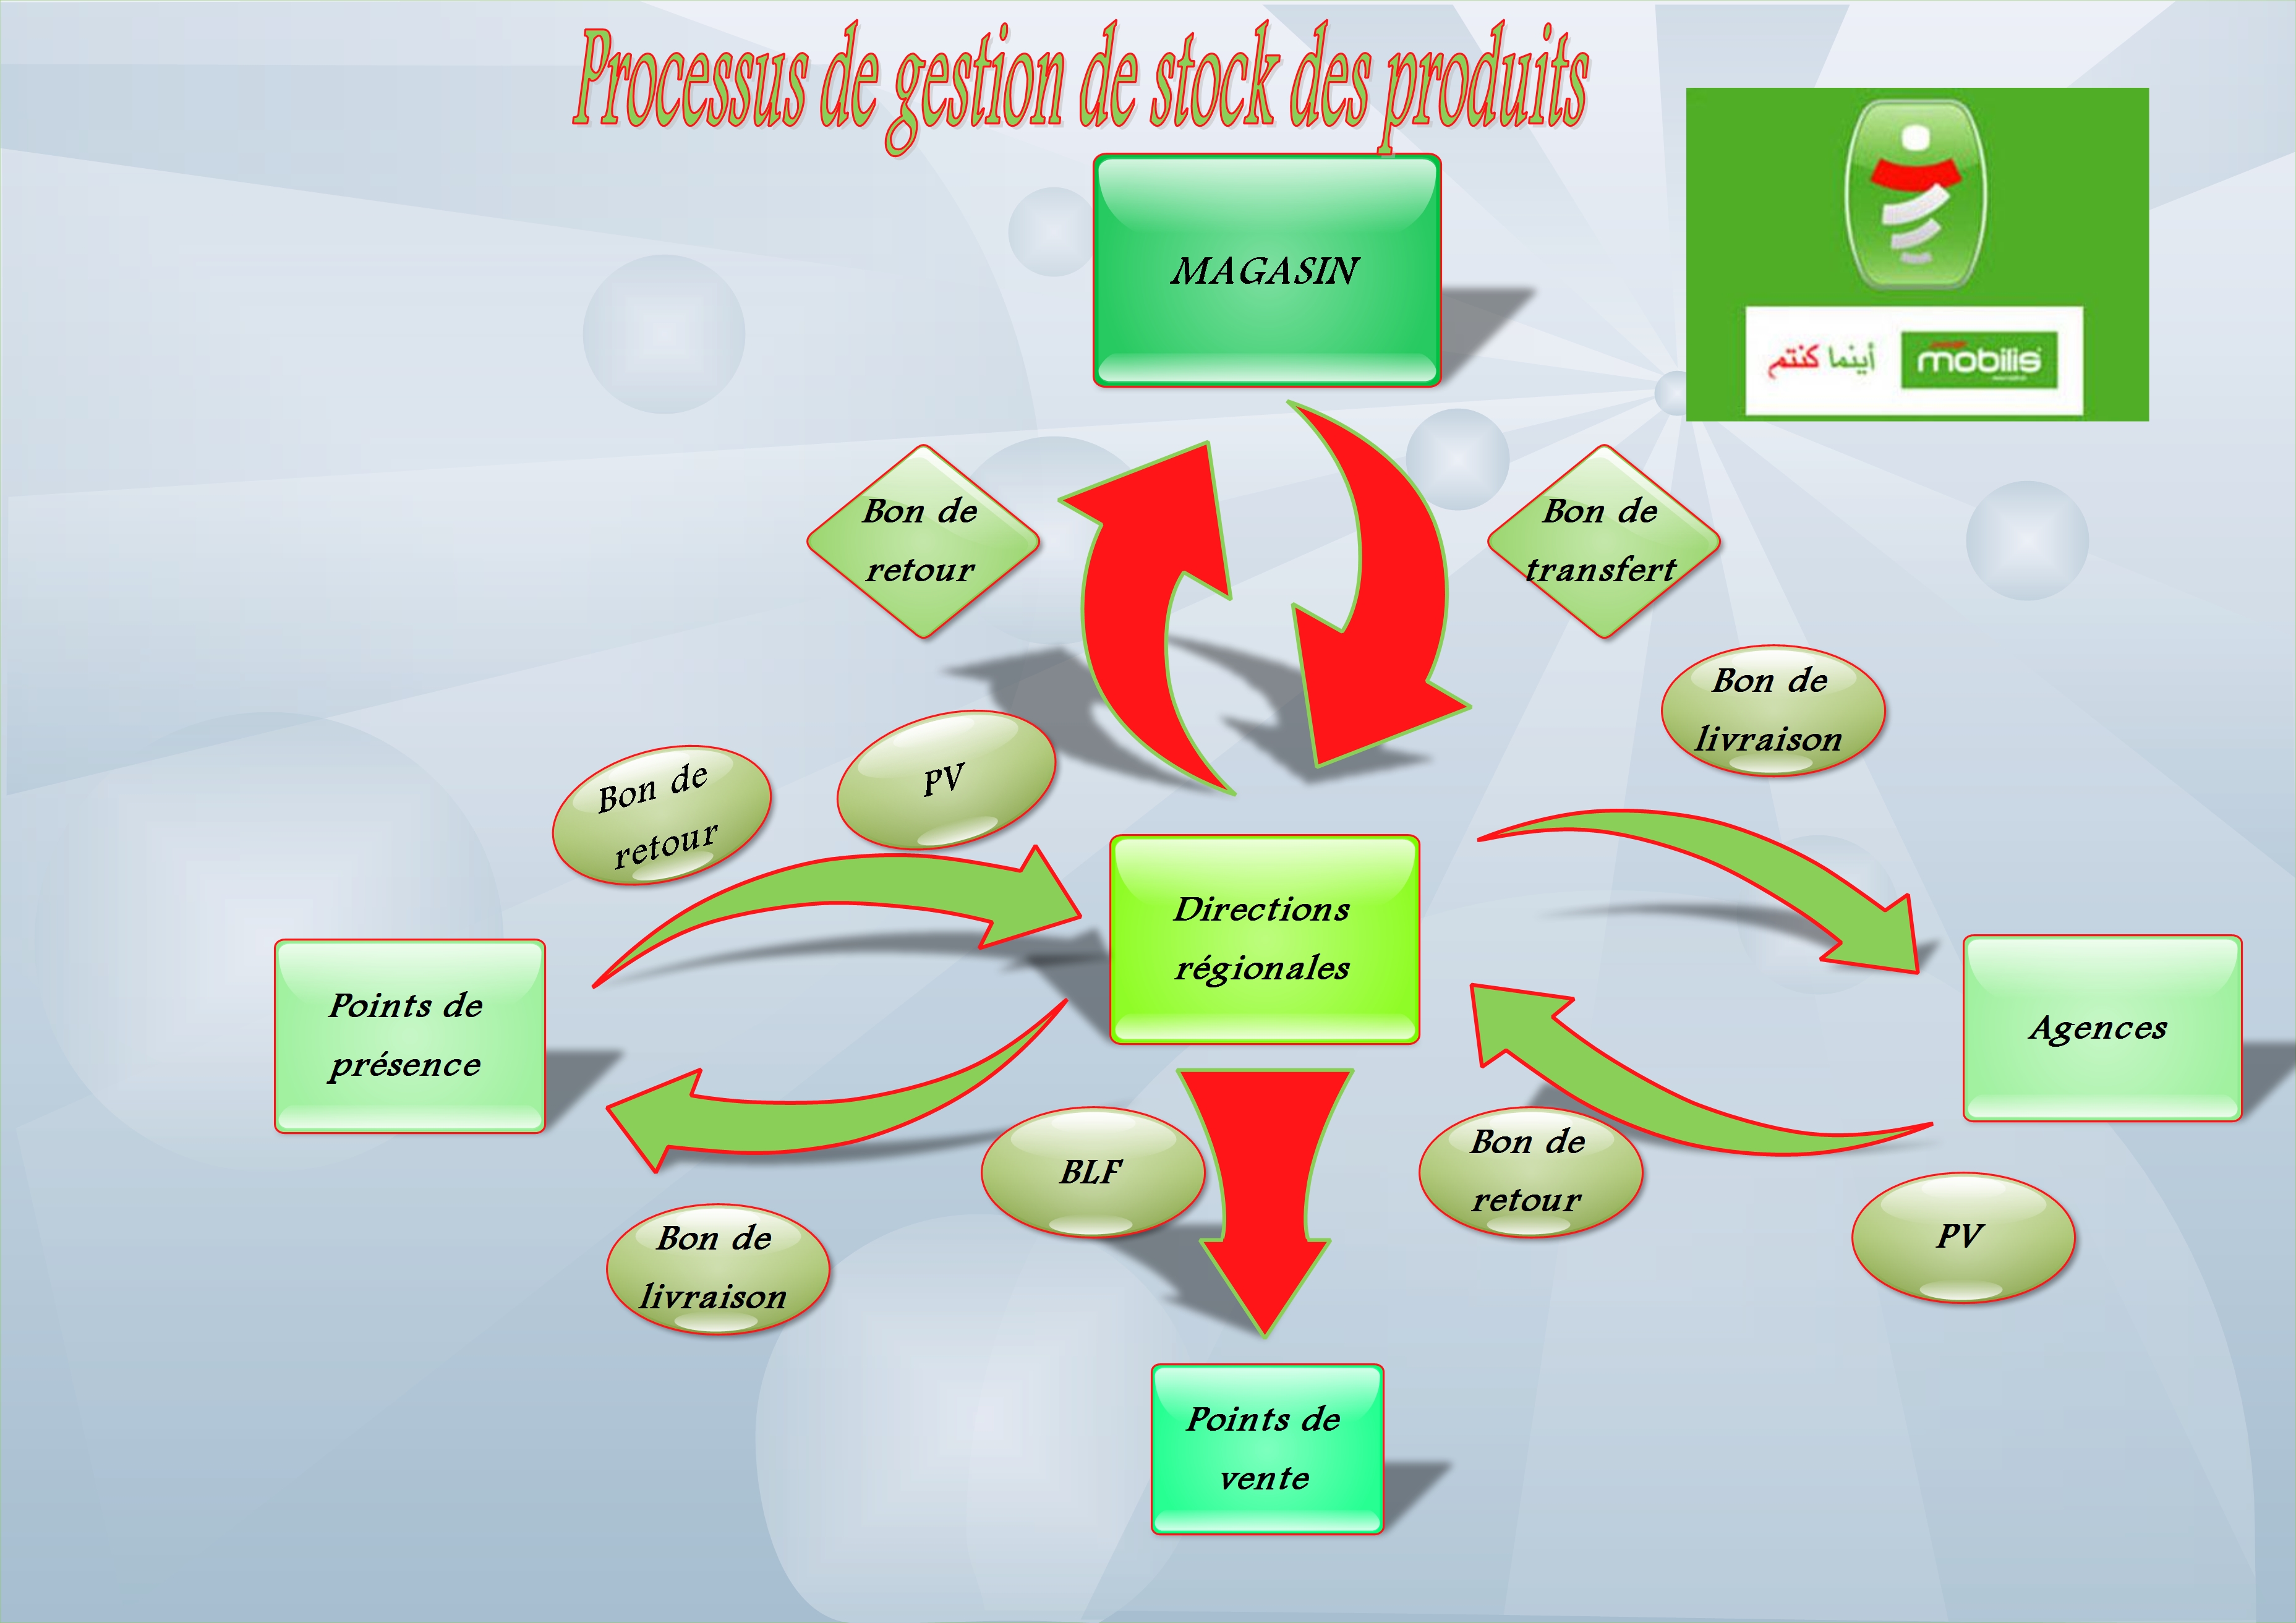 Processus de gestion de stock des produits
MAGASIN
أينما كنتم
mobilis
Bon de
retour
Bon de
transfert
Bon de
livraison
Bon de
retour
PV
Directions
régionales
Points de
présence
Agences
BLF
Bon de
retour
PV
Bon de
livraison
Points de
vente